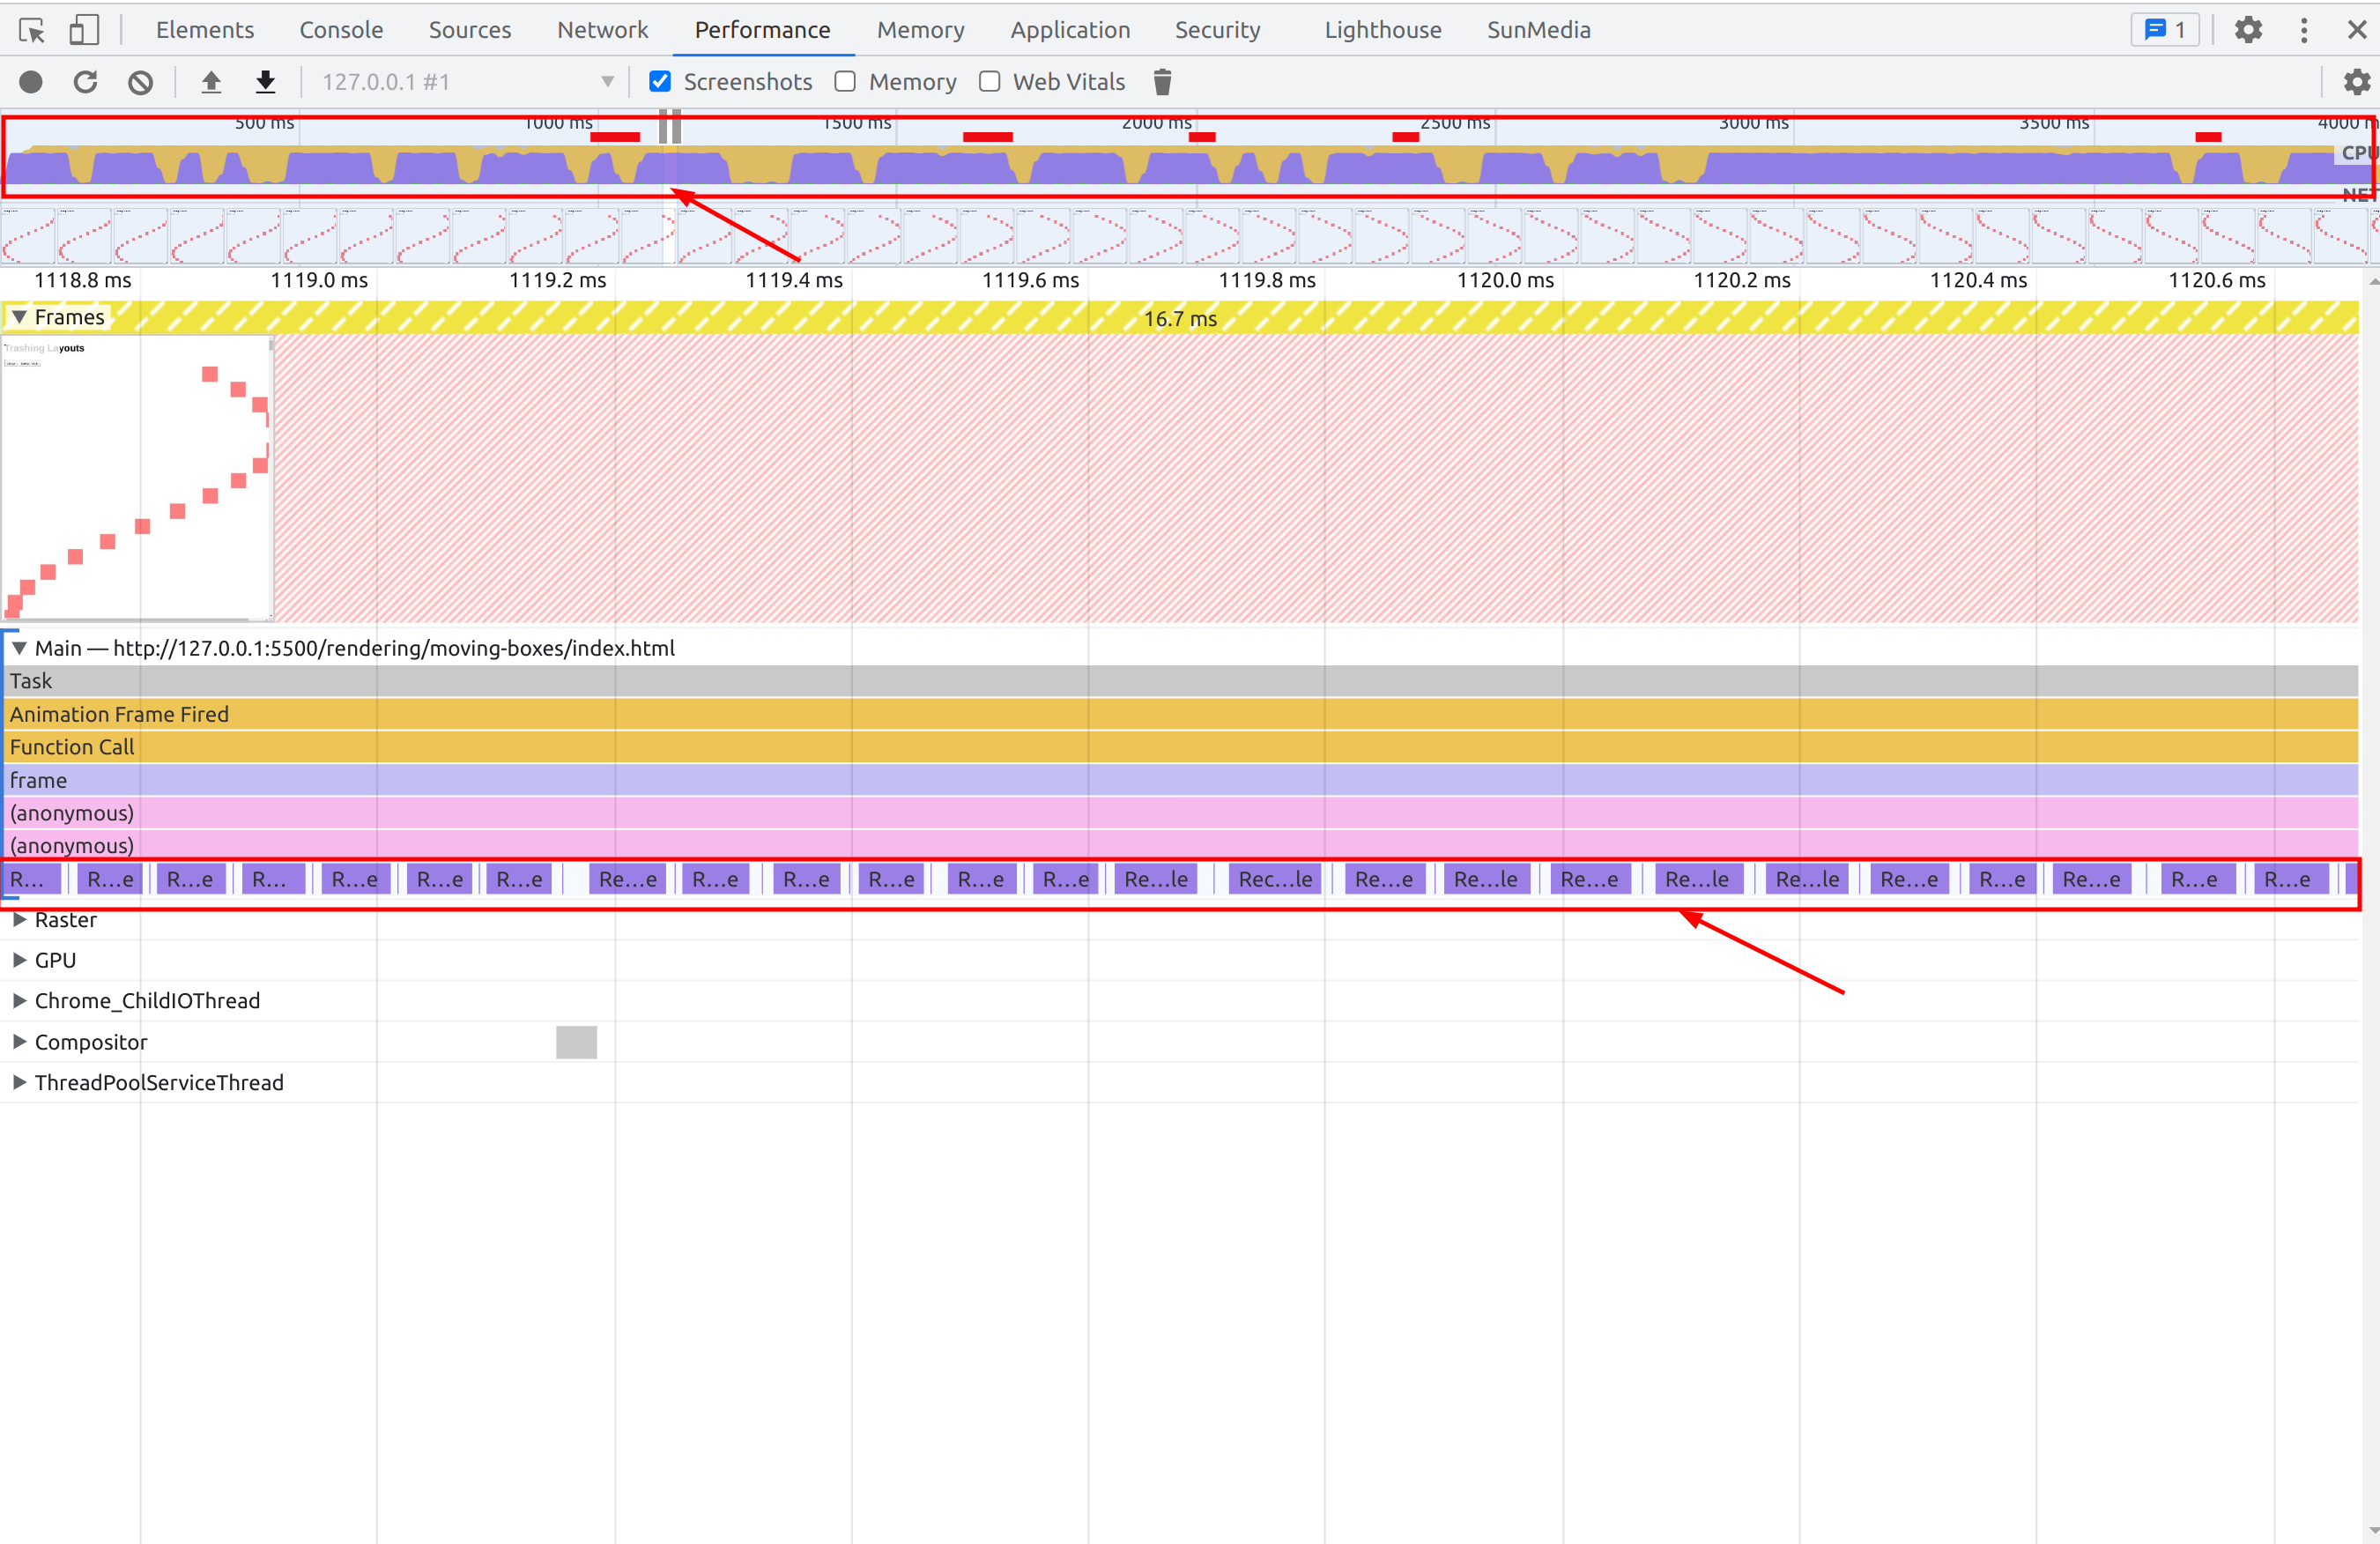 Elements Console Sources Network Performance Memory Application Security Lighthouse SunMedia 1
127.0.0.1 #1 Screenshots Memory Web Vitals
500 ms 1000 ms 1500 ms 2000 ms 2500 ms 3000 ms 3500 ms 4000 m
CPU
NET
1118.8 ms 1119.0 ms 1119.2 ms 1119.4 ms 1119.6 ms 1119.8 ms 1120.0 ms 1120.2 ms 1120.4 ms 1120.6 ms
Frames 16.7 ms
Trashing Layouts
Main — http://127.0.0.1:5500/rendering/moving-boxes/index.html
Task
Animation Frame Fired
Function Call
frame
(anonymous)
(anonymous)
R... R...e R...e R... R...e R...e R...e Re...e R...e R...e R...e R...e R...e Re...le Rec...le Re...e Re...le Re...e Re...le Re...le Re...e R...e Re...e R...e R...e
Raster
GPU
Chrome_ChildIOThread
Compositor
ThreadPoolServiceThread